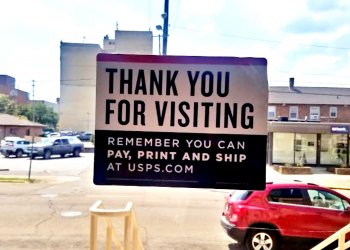 THANK YOU
FOR VISITING
REMEMBER YOU CAN
PAY, PRINT AND SHIP
AT USPS.COM